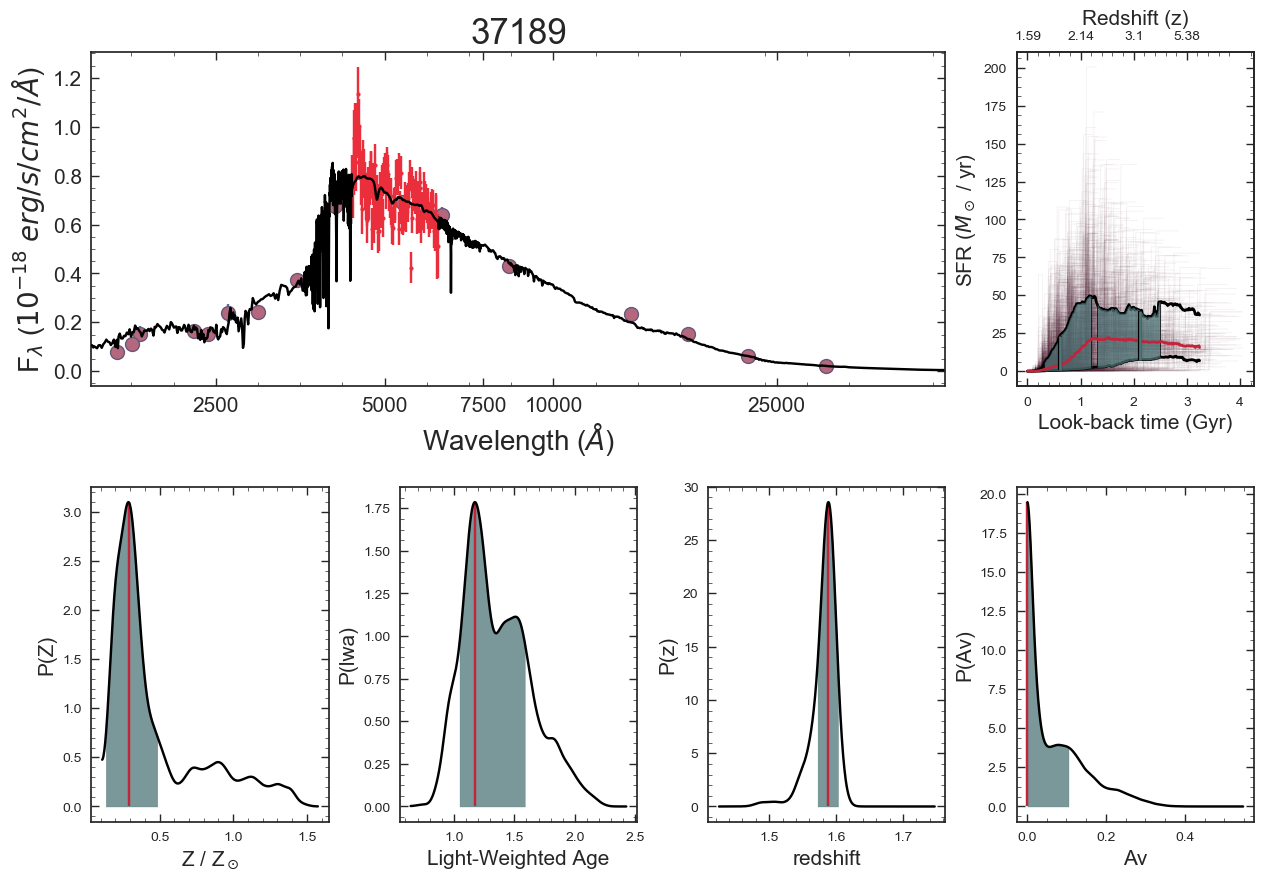 37189
Redshift (z)
1.59 2.14 3.1 5.38
F_λ (10^{-18} erg/s/cm^2/Å)
1.2
1.0
0.8
0.6
0.4
0.2
0.0
2500 5000 7500 10000 25000
Wavelength (Å)
SFR (M_⊙ / yr)
200
175
150
125
100
75
50
25
0
0 1 2 3 4
Look-back time (Gyr)
P(Z)
3.0
2.5
2.0
1.5
1.0
0.5
0.0
0.5 1.0 1.5
Z / Z_⊙
P(lwa)
1.75
1.50
1.25
1.00
0.75
0.50
0.25
0.00
1.0 1.5 2.0 2.5
Light-Weighted Age
P(z)
30
25
20
15
10
5
0
1.5 1.6 1.7
redshift
P(Av)
20.0
17.5
15.0
12.5
10.0
7.5
5.0
2.5
0.0
0.0 0.2 0.4
Av